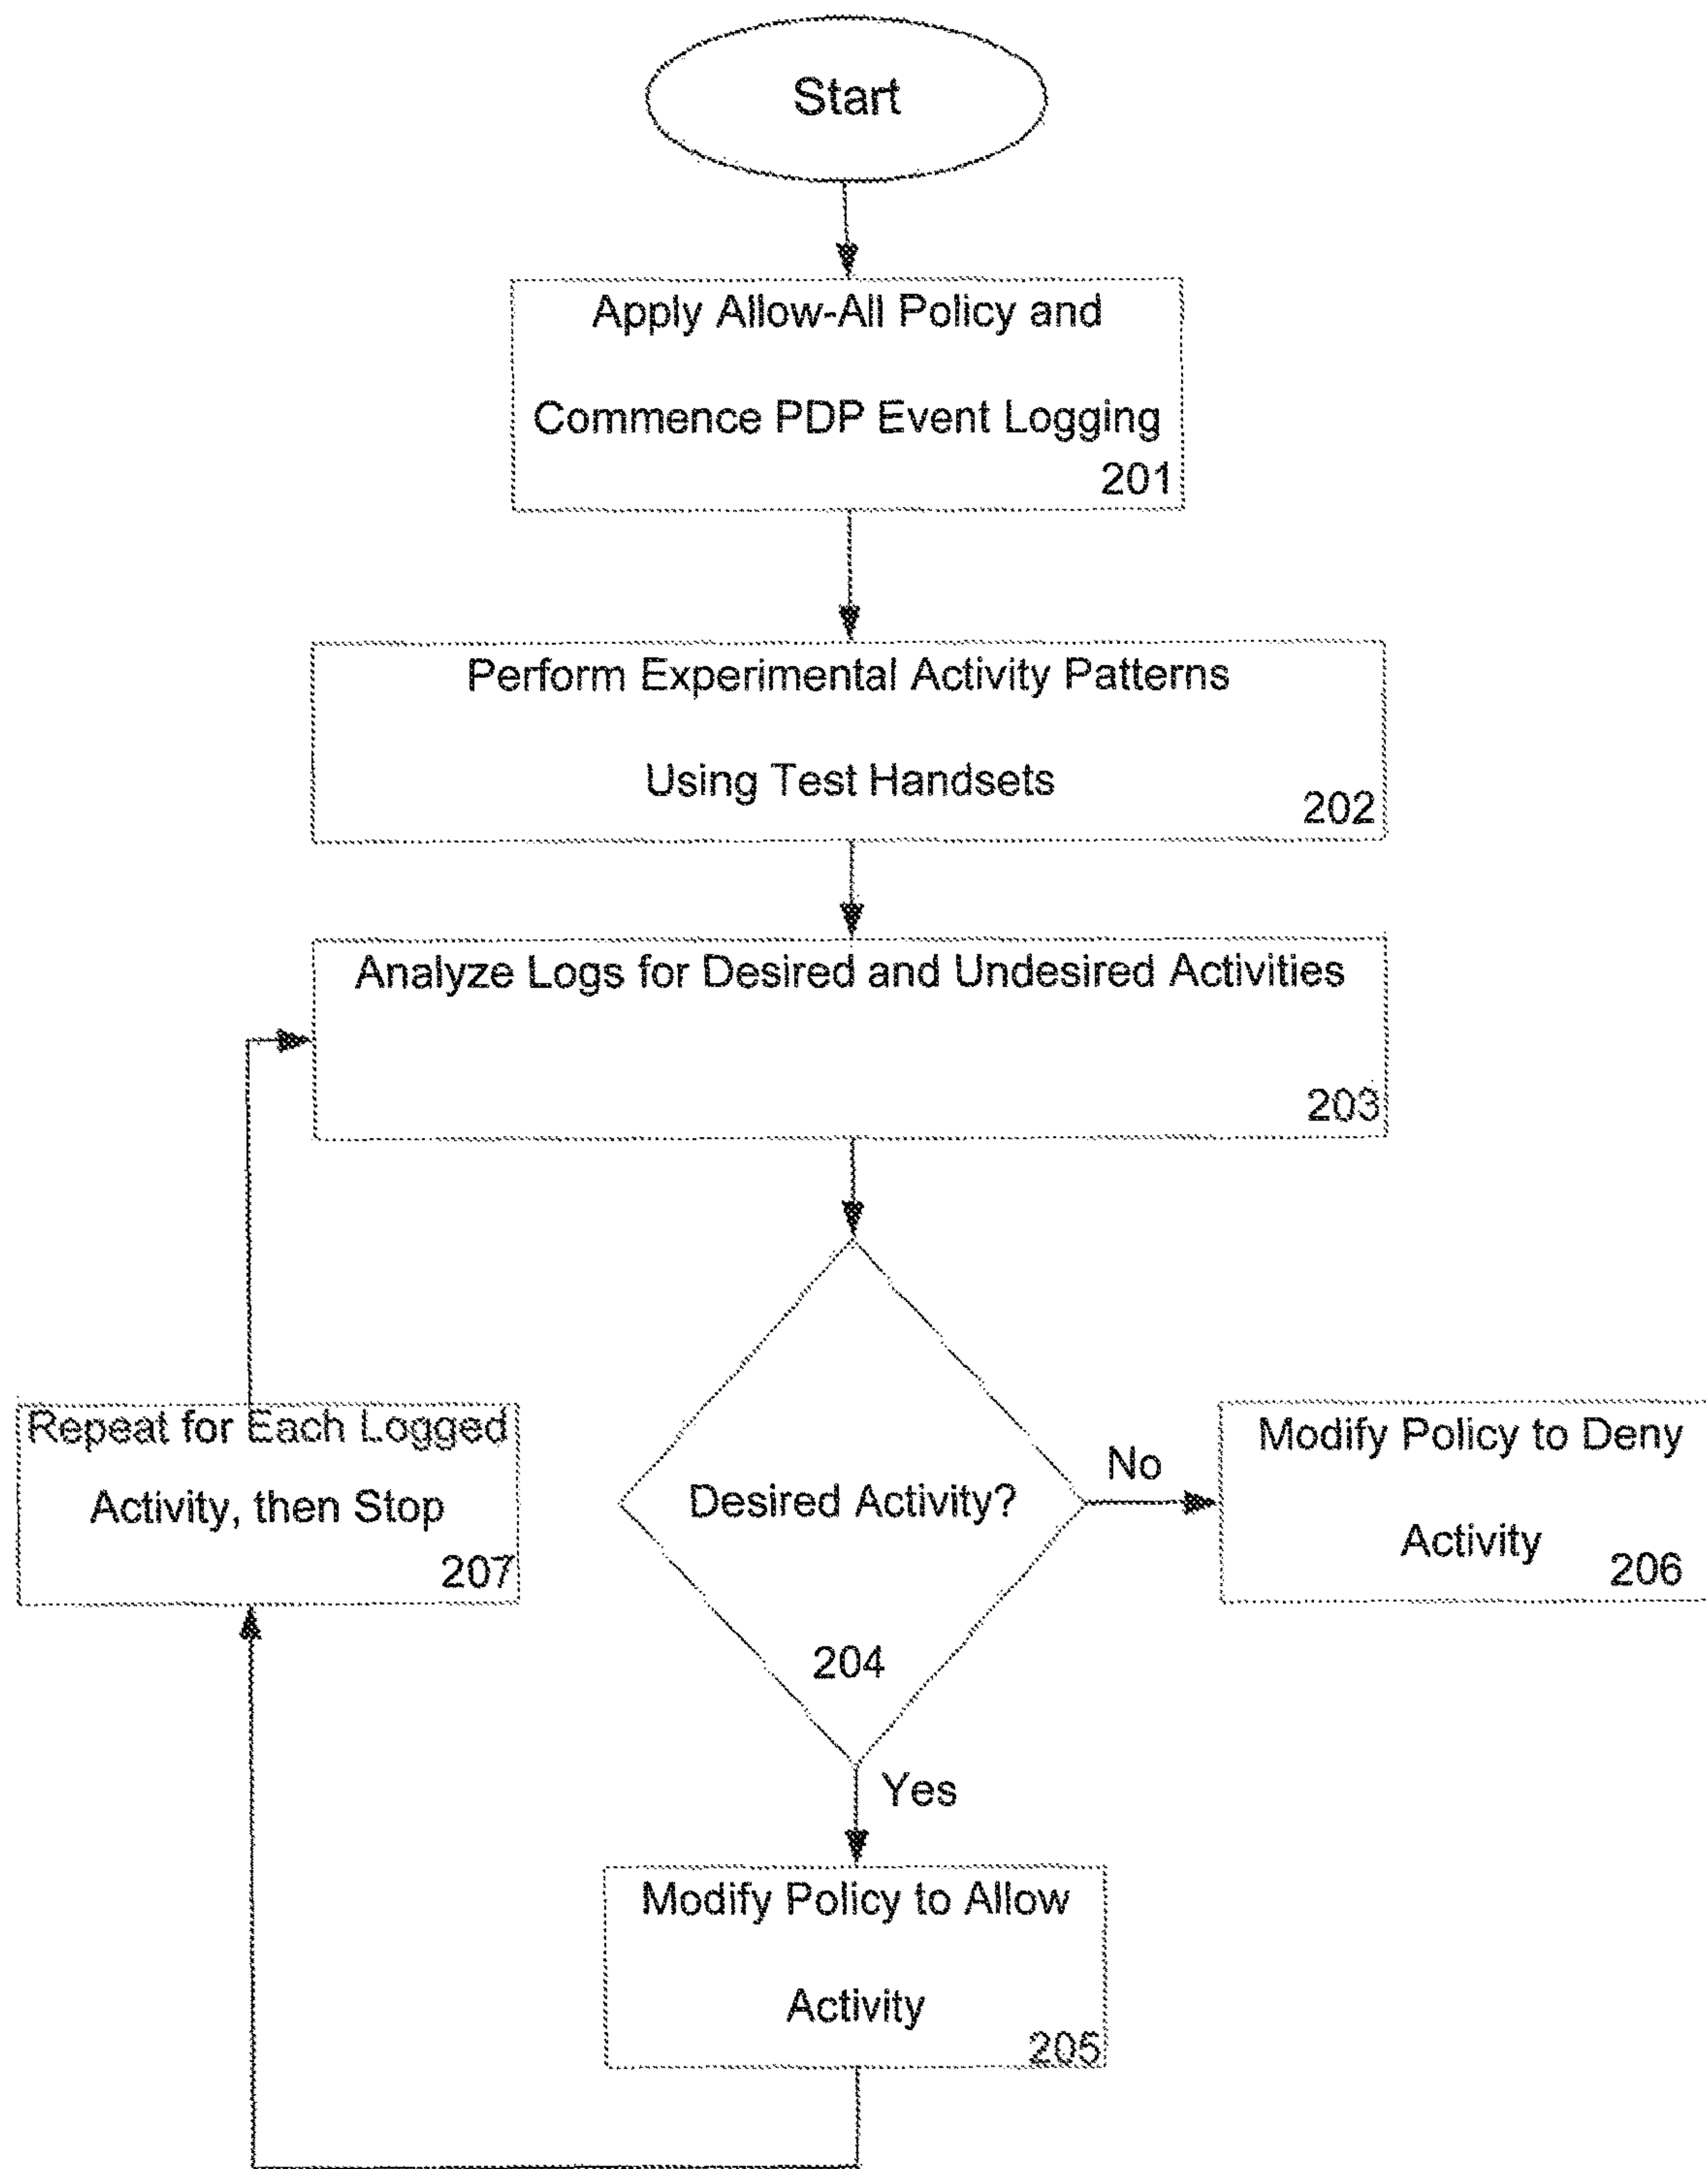 Start
Apply Allow-All Policy and
Commence PDP Event Logging
201
Perform Experimental Activity Patterns
Using Test Handsets
202
Analyze Logs for Desired and Undesired Activities
203
Repeat for Each Logged
Activity, then Stop
207
Desired Activity?
204
No
Modify Policy to Deny
Activity
206
Yes
Modify Policy to Allow
Activity
205